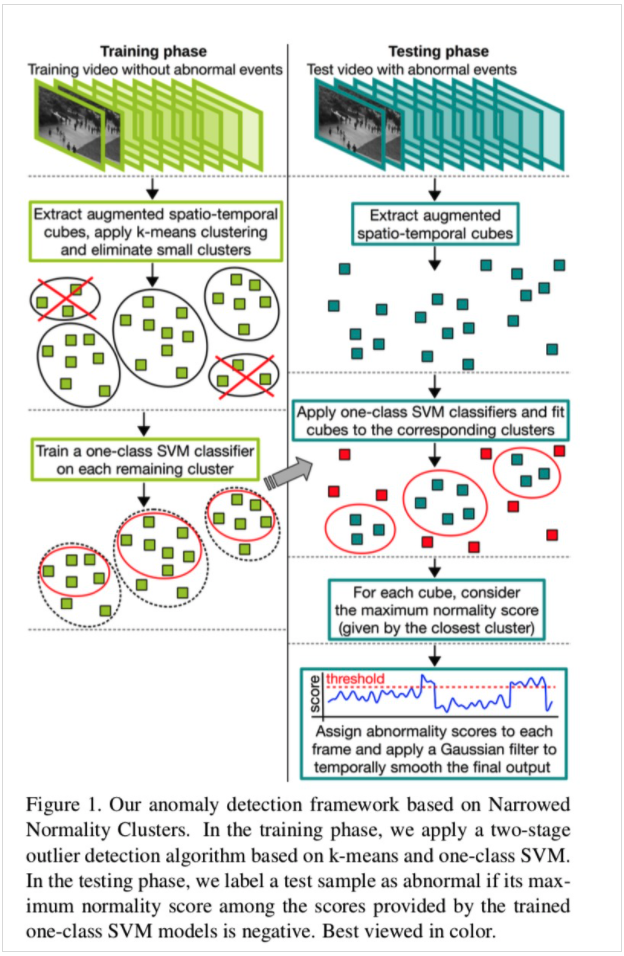 Training phase
Training video without abnormal events
Extract augmented spatio-temporal
cubes, apply k-means clustering
and eliminate small clusters
Train a one-class SVM classifier
on each remaining cluster
Testing phase
Test video with abnormal events
Extract augmented
spatio-temporal cubes
Apply one-class SVM classifiers and fit
cubes to the corresponding clusters
For each cube, consider
the maximum normality score
(given by the closest cluster)
score
threshold
Assign abnormality scores to each
frame and apply a Gaussian filter to
temporally smooth the final output
Figure 1. Our anomaly detection framework based on Narrowed
Normality Clusters. In the training phase, we apply a two-stage
outlier detection algorithm based on k-means and one-class SVM.
In the testing phase, we label a test sample as abnormal if its max-
imum normality score among the scores provided by the trained
one-class SVM models is negative. Best viewed in color.